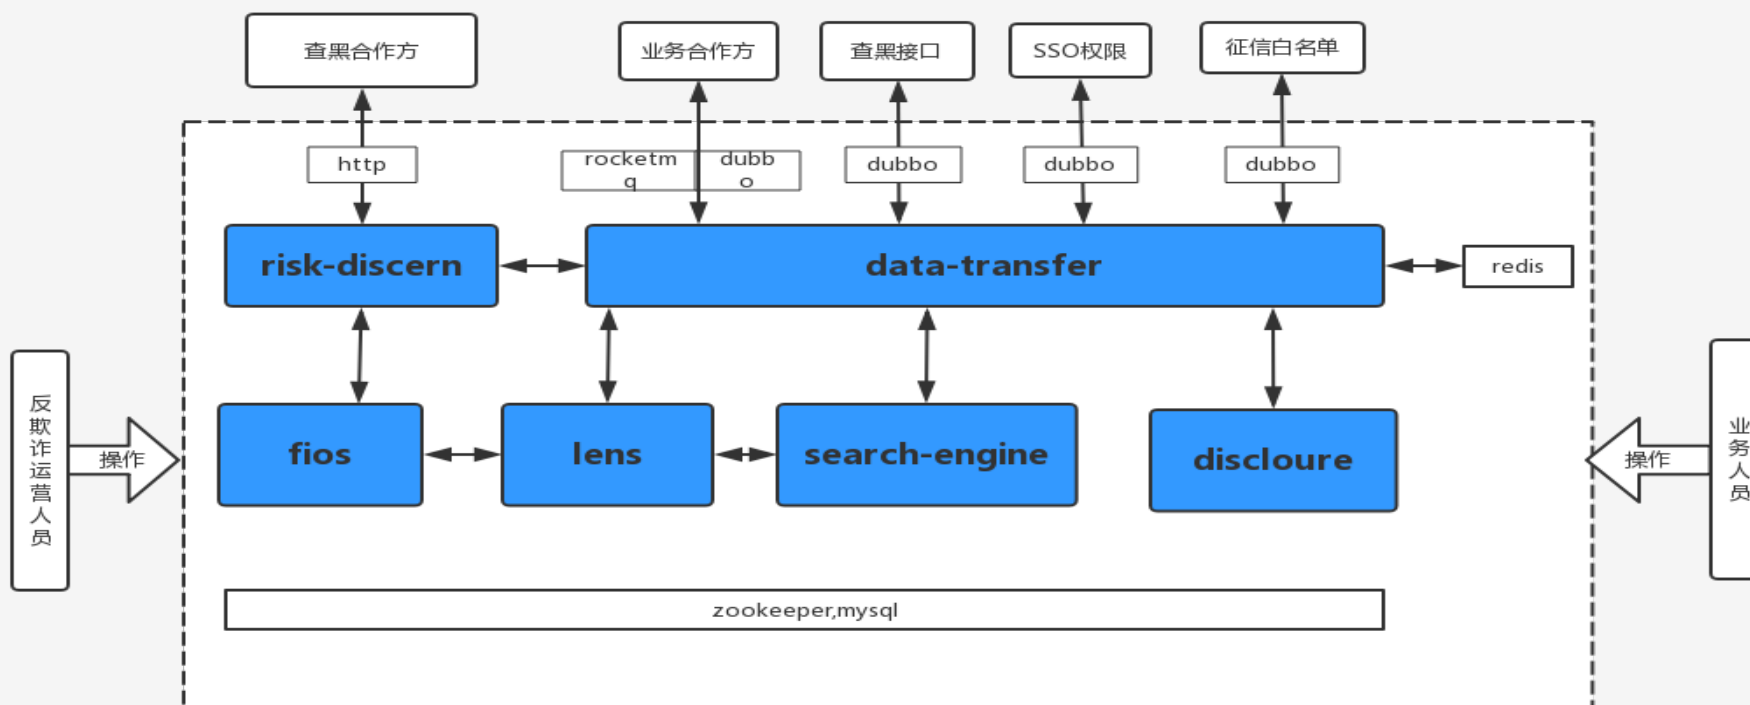 查黑合作方
业务合作方
查黑接口
SSO权限
征信白名单
http
rocketm
q
dubb
o
dubbo
dubbo
dubbo
risk-discern
data-transfer
redis
反
欺
诈
运
营
人
员
操作
fios
lens
search-engine
discloure
操作
业
务
人
员
zookeeper,mysql